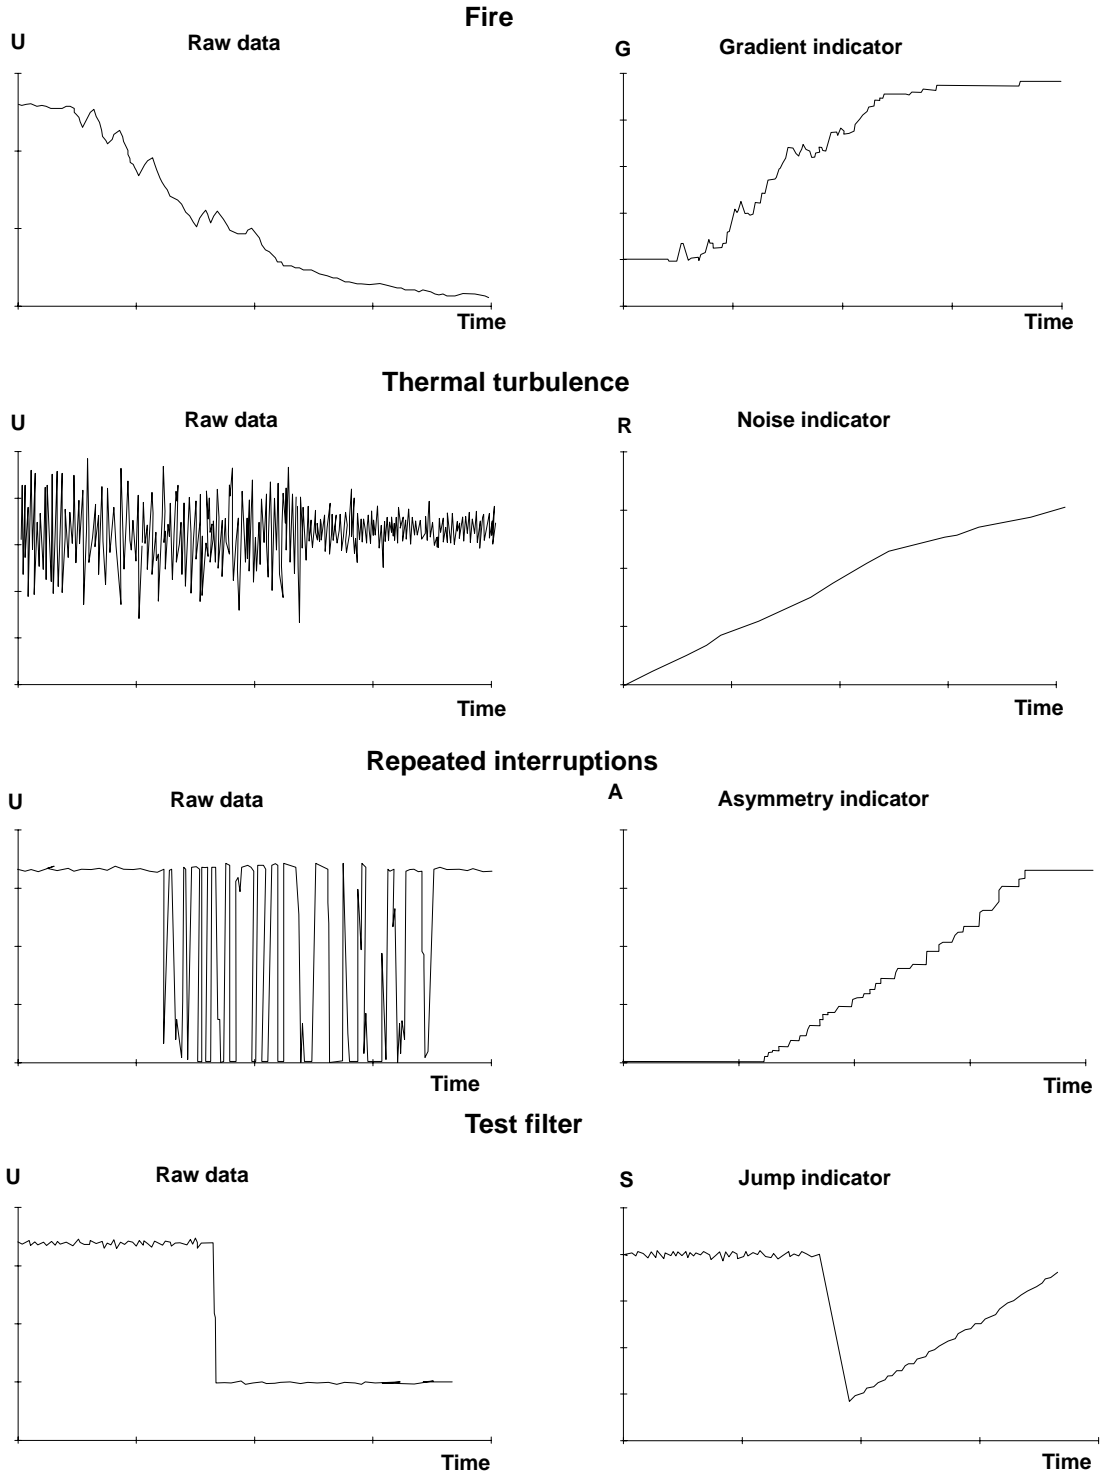 Fire
U
Raw data
G
Gradient indicator
Time
Time
Thermal turbulence
U
Raw data
R
Noise indicator
Time
Time
Repeated interruptions
U
Raw data
A
Asymmetry indicator
Time
Time
Test filter
U
Raw data
S
Jump indicator
Time
Time